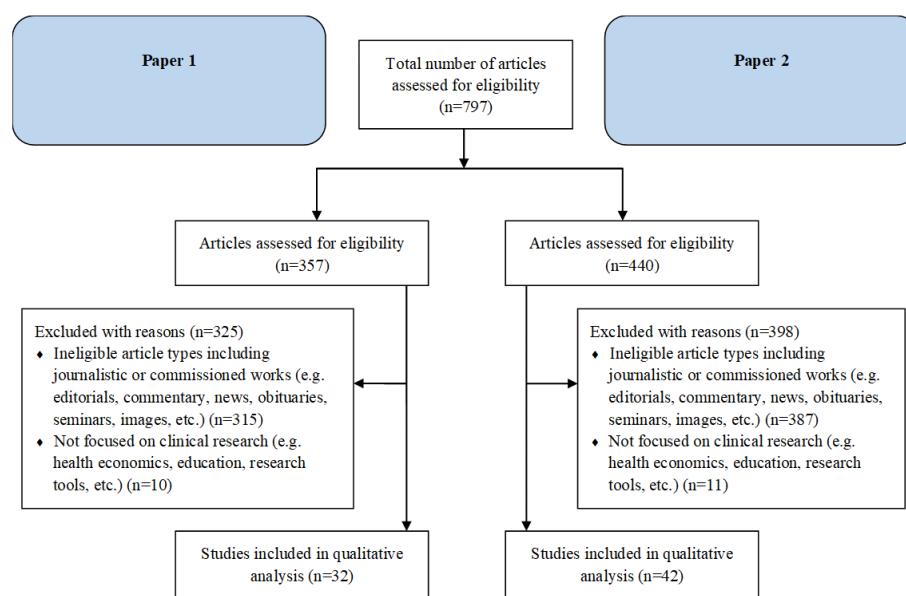 Paper 1
Total number of articles
assessed for eligibility
(n=797)
Paper 2
Articles assessed for eligibility
(n=357)
Articles assessed for eligibility
(n=440)
Excluded with reasons (n=325)
♦ Ineligible article types including
journalistic or commissioned works (e.g.
editorials, commentary, news, obituaries,
seminars, images, etc.) (n=315)
♦ Not focused on clinical research (e.g.
health economics, education, research
tools, etc.) (n=10)
Excluded with reasons (n=398)
♦ Ineligible article types including
journalistic or commissioned works (e.g.
editorials, commentary, news, obituaries,
seminars, images, etc.) (n=387)
♦ Not focused on clinical research (e.g.
health economics, education, research
tools, etc.) (n=11)
Studies included in qualitative
analysis (n=32)
Studies included in qualitative
analysis (n=42)